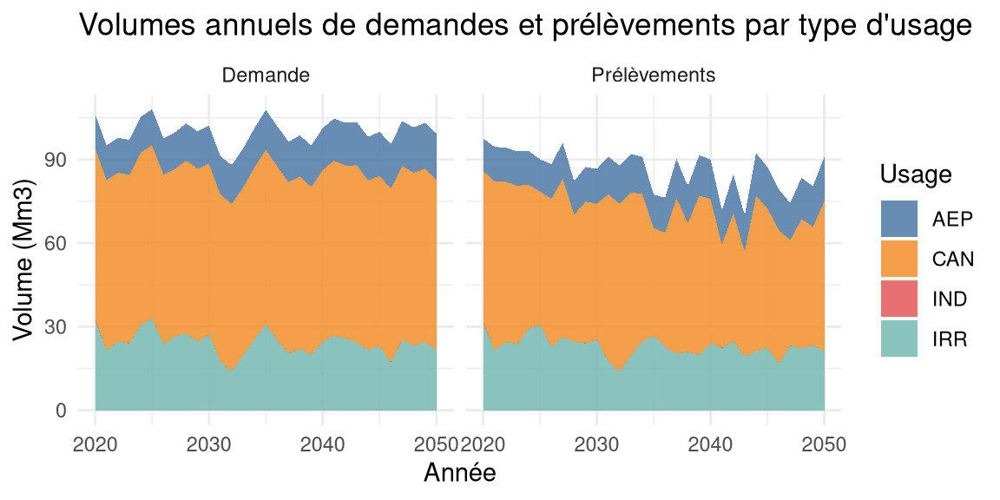 Volumes annuels de demandes et prélèvements par type d'usage
Demande
Prélèvements
Volume (Mm3)
90
60
30
0
2020 2030 2040 2050
2020 2030 2040 2050
Année
Usage
AEP
CAN
IND
IRR